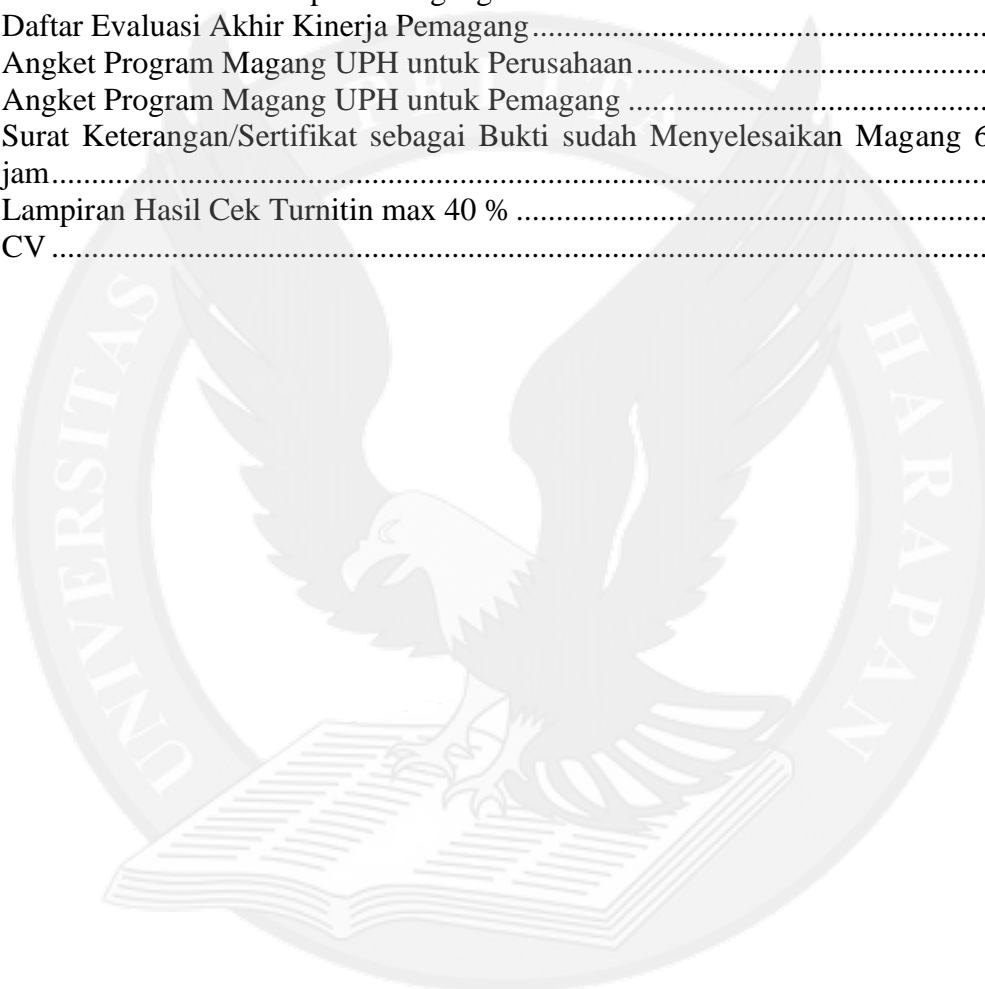 Daftar Evaluasi Akhir Kinerja Pemagang........................................................
Angket Program Magang UPH untuk Perusahaan...........................................
Angket Program Magang UPH untuk Pemagang ............................................
Surat Keterangan/Sertifikat sebagai Bukti sudah Menyelesaikan Magang
jam....................................................................................................................
Lampiran Hasil Cek Turnitin max 40 % ..........................................................
CV ....................................................................................................................
UNIVERSITAS
HARAPAN